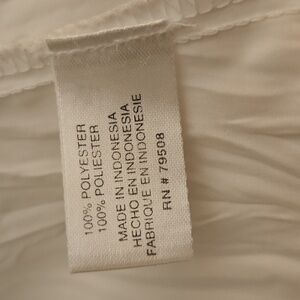 100% POLYESTER
100% POLIESTER
MADE IN INDONESIA
HECHO EN INDONESIA
FABRIQUE EN INDONESIE
RN # 79508